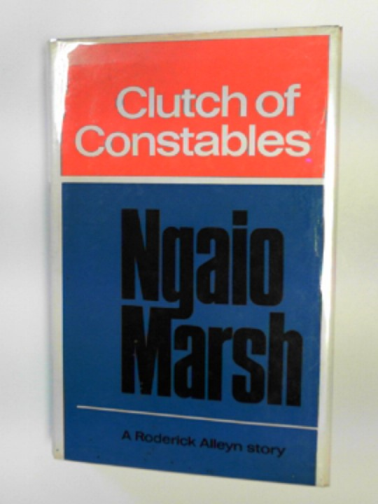 Clutch of
Constables
Ngaio
Marsh
A Roderick Alleyn story